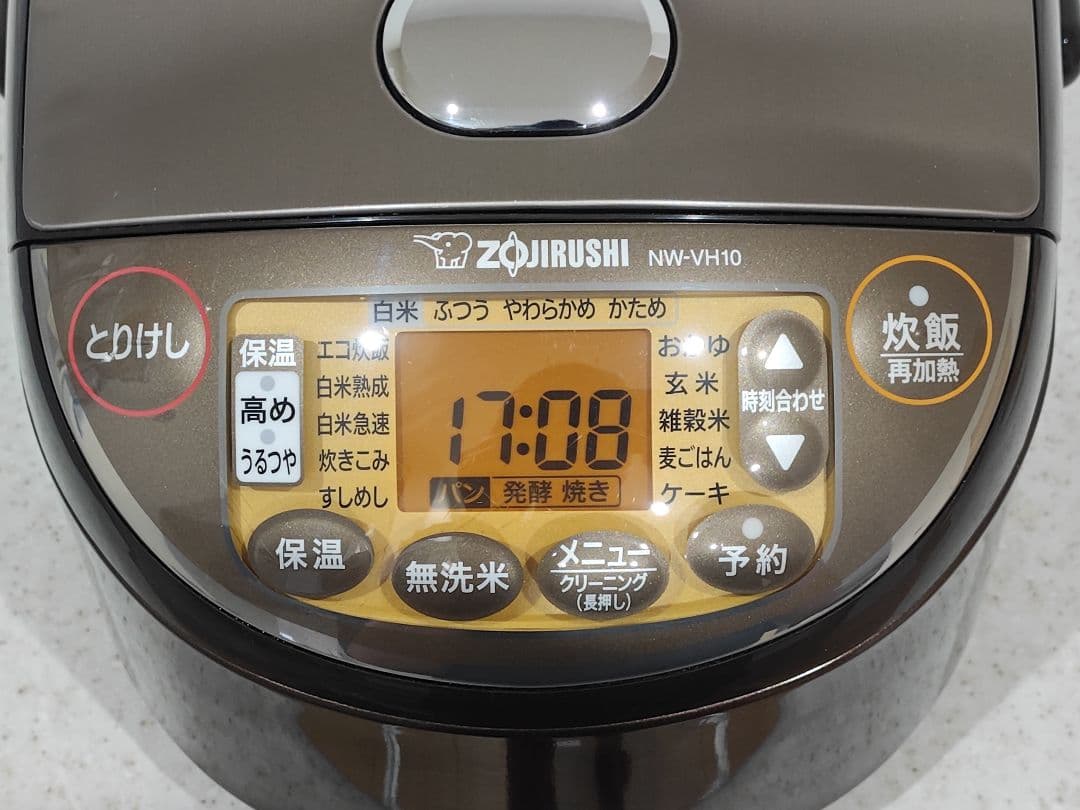 ZOJIRUSHI NW-VH10
白米 ふつう やわらかめ かため
とりけし
保温
高め
うるつや
エコ炊飯
白米熟成
白米急速
炊きこみ
すしめし
17:08
パン 発酵 焼き
おかゆ
玄米
雑穀米
麦ごはん
ケーキ
時刻合わせ
炊飯
再加熱
保温
無洗米
メニュー
クリーニング
(長押し)
予約